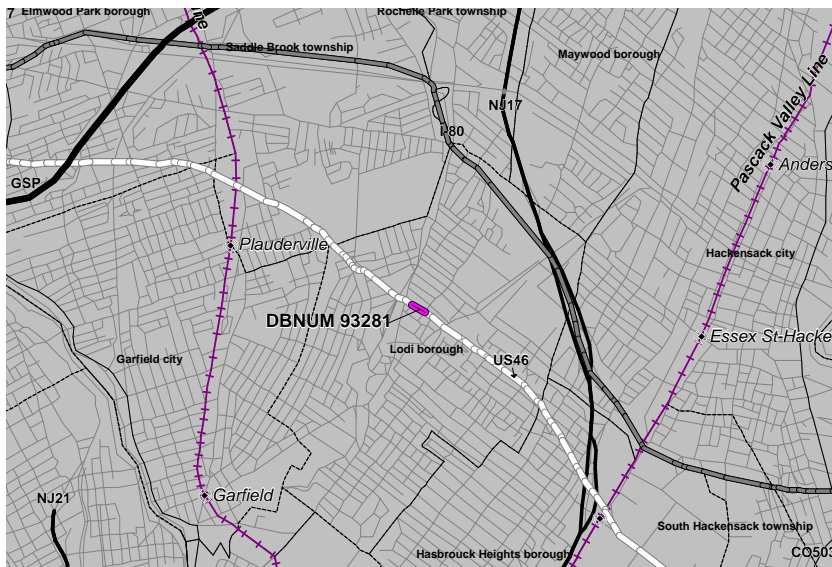 7 Elmwood Park borough
ine
Rochelle Park township
Saddle Brook township
Maywood borough
Pascack Valley Line
NJ17
I-80
Anders
GSP
Plauderville
Hackensack city
DBNUM 93281
Essex St-Hacke
Lodi borough
Garfield city
US46
Garfield
NJ21
South Hackensack township
Hasbrouck Heights borough
CO503